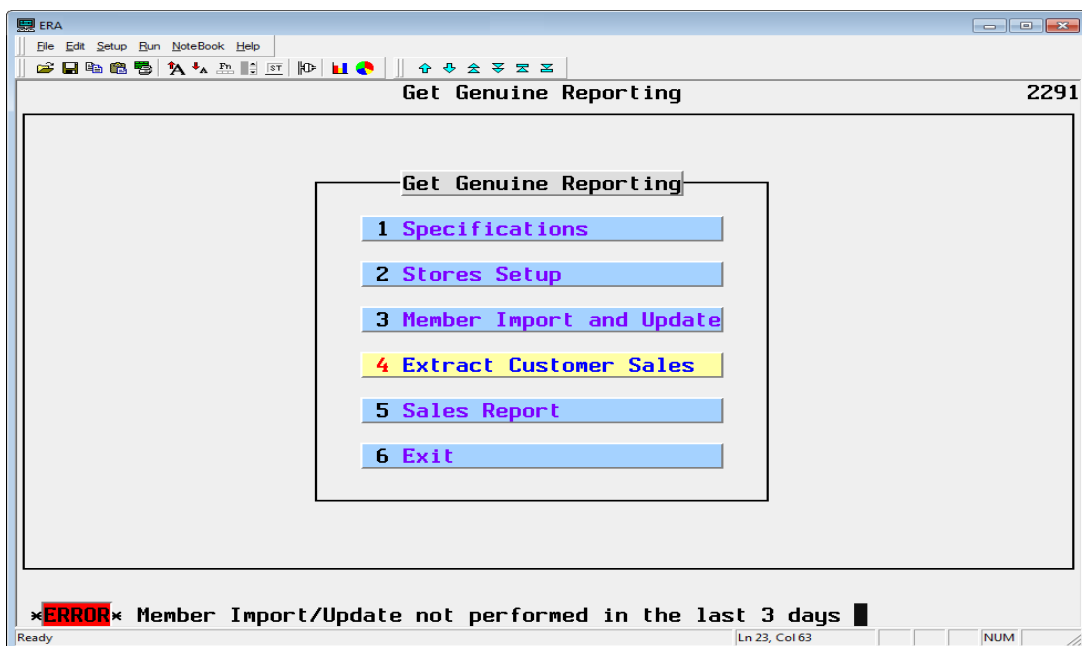 ERA
File Edit Setup Run NoteBook Help
Get Genuine Reporting 2291
Get Genuine Reporting
1 Specifications
2 Stores Setup
3 Member Import and Update
4 Extract Customer Sales
5 Sales Report
6 Exit
*ERROR* Member Import/Update not performed in the last 3 days
Ready Ln 23, Col 63 NUM